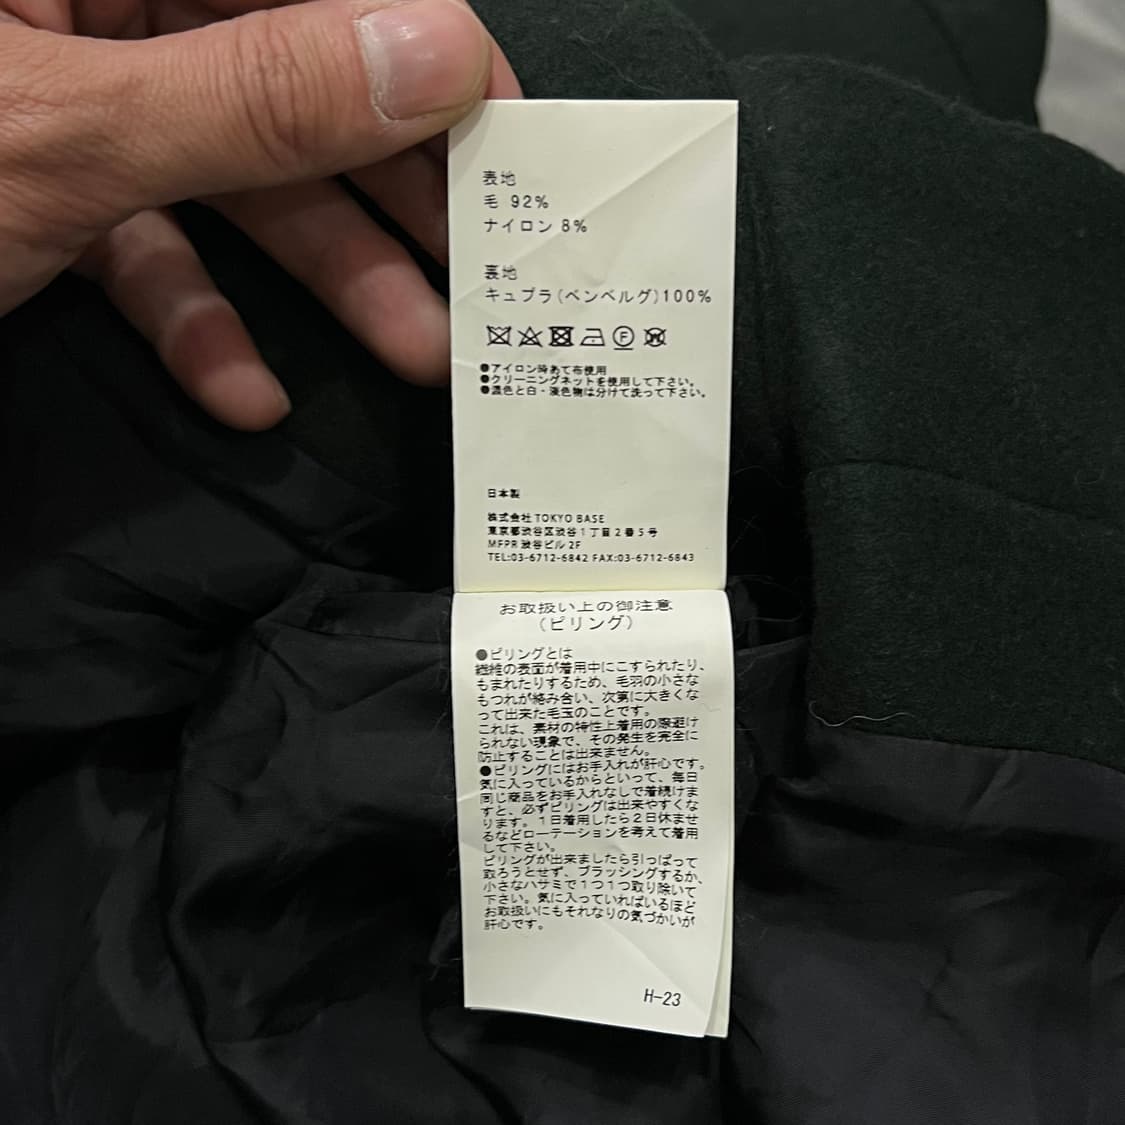 表地
毛 92%
ナイロン 8%
裏地
キュプラ(ベンベルグ)100%
F
W
●アイロン時あて布使用
●クリーニングネットを使用して下さい。
●濃色と白・淡色物は分けて洗って下さい。
日本製
株式会社 TOKYO BASE
東京都渋谷区渋谷1丁目2番5号
MFPR 渋谷ビル 2F
TEL:03-6712-6842 FAX:03-6712-6843
お取扱い上の御注意
(ピリング)
●ピリングとは
繊維の表面が着用中にこすられたり、
もまれたりするため、毛羽の小さな
もつれが絡み合い、次第に大きくな
って出来た毛玉のことです。
これは、素材の特性上着用の際避け
られない現象で、その発生を完全に
防止することは出来ません。
●ピリングにはお手入れが肝心です。
気に入っているからといって、毎日
同じ商品をお手入れなしで着続けま
すと、必ずピリングは出来やすくな
ります。1日着用したら2日休ませ
るなどローテーションを考えて着用
して下さい。
ピリングが出来ましたら引っぱって
取ろうとせず、ブラッシングするか、
小さなハサミで1つ1つ取り除いて
下さい。気に入っていればいるほど
お取扱いにもそれなりの気づかいが
肝心です。
H-23